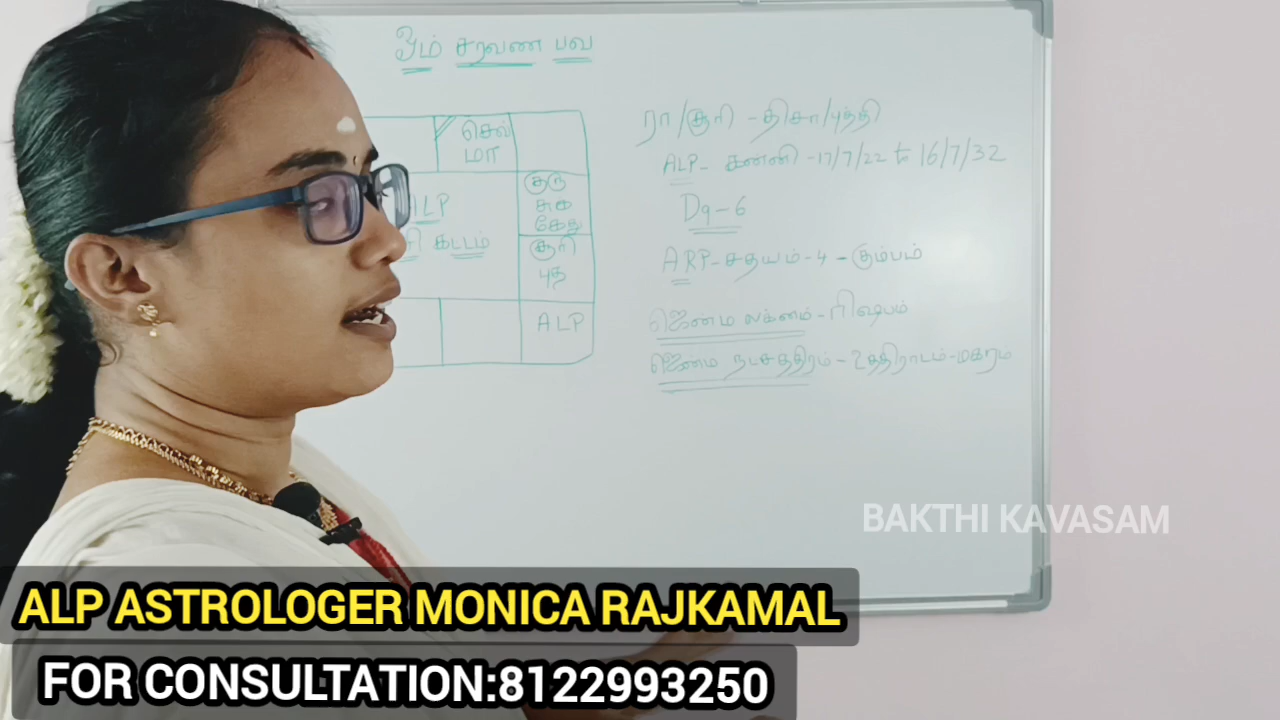 ஓம் சரவண பவ
செவ்
மா
குரு
சுக
கேது
ALP
கட்டம்
சூரி
புத
ALP
ரா/சூரி - திசா/புத்தி
ALP - கன்னி - 17/7/22 to 16/7/32
D9-6
ARP - சதயம் - 4 - கும்பம்
ஜென்ம லக்னம் - ரிஷபம்
ஜென்ம நட்சத்திரம் - உத்திராடம் - மகரம்
BAKTHI KAVASAM
ALP ASTROLOGER MONICA RAJKAMAL
FOR CONSULTATION:8122993250